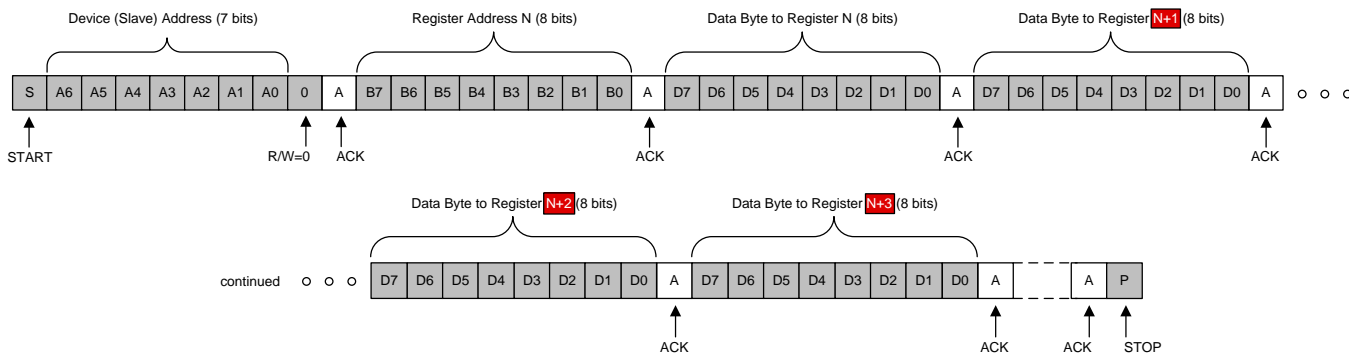 Device (Slave) Address (7 bits) Register Address N (8 bits) Data Byte to Register N (8 bits) Data Byte to Register N+1 (8 bits)
S A6 A5 A4 A3 A2 A1 A0 0 A B7 B6 B5 B4 B3 B2 B1 B0 A D7 D6 D5 D4 D3 D2 D1 D0 A D7 D6 D5 D4 D3 D2 D1 D0 A
START R/W=0 ACK ACK ACK ACK
Data Byte to Register N+2 (8 bits) Data Byte to Register N+3 (8 bits)
continued D7 D6 D5 D4 D3 D2 D1 D0 A D7 D6 D5 D4 D3 D2 D1 D0 A A P
ACK ACK ACK STOP